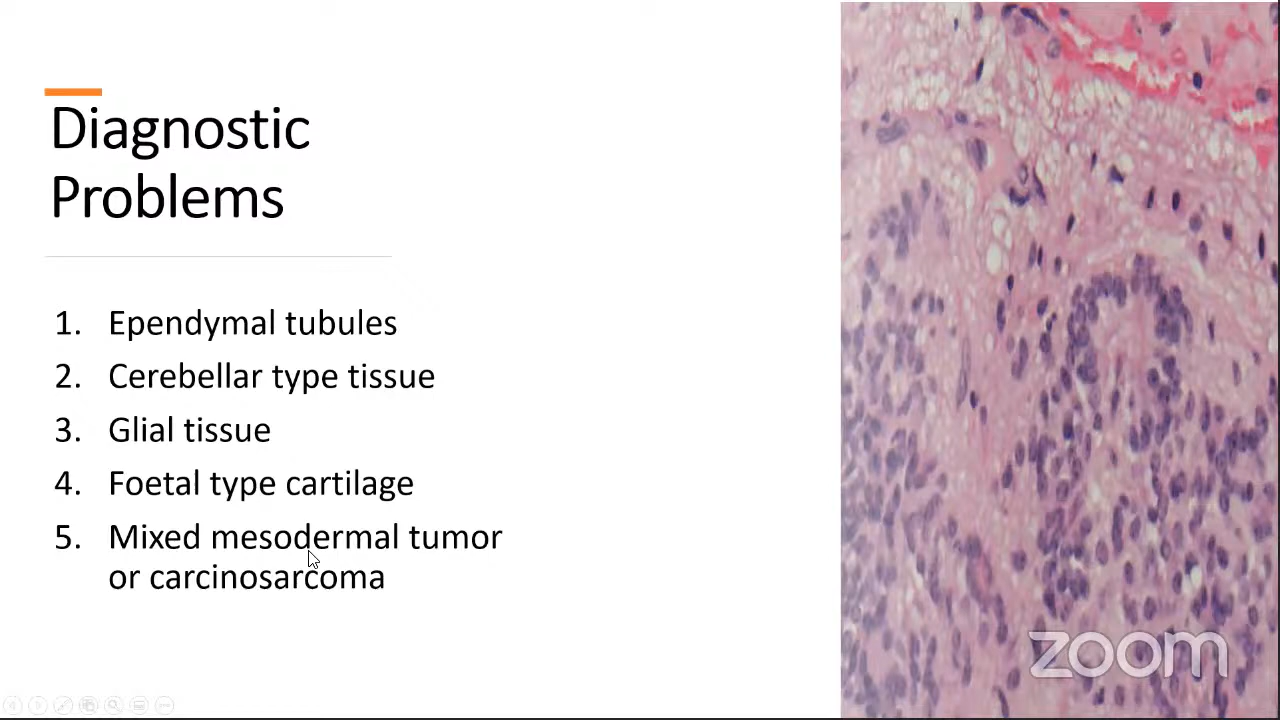 Diagnostic
Problems
1. Ependymal tubules
2. Cerebellar type tissue
3. Glial tissue
4. Foetal type cartilage
5. Mixed mesodermal tumor
or carcinosarcoma
zoom